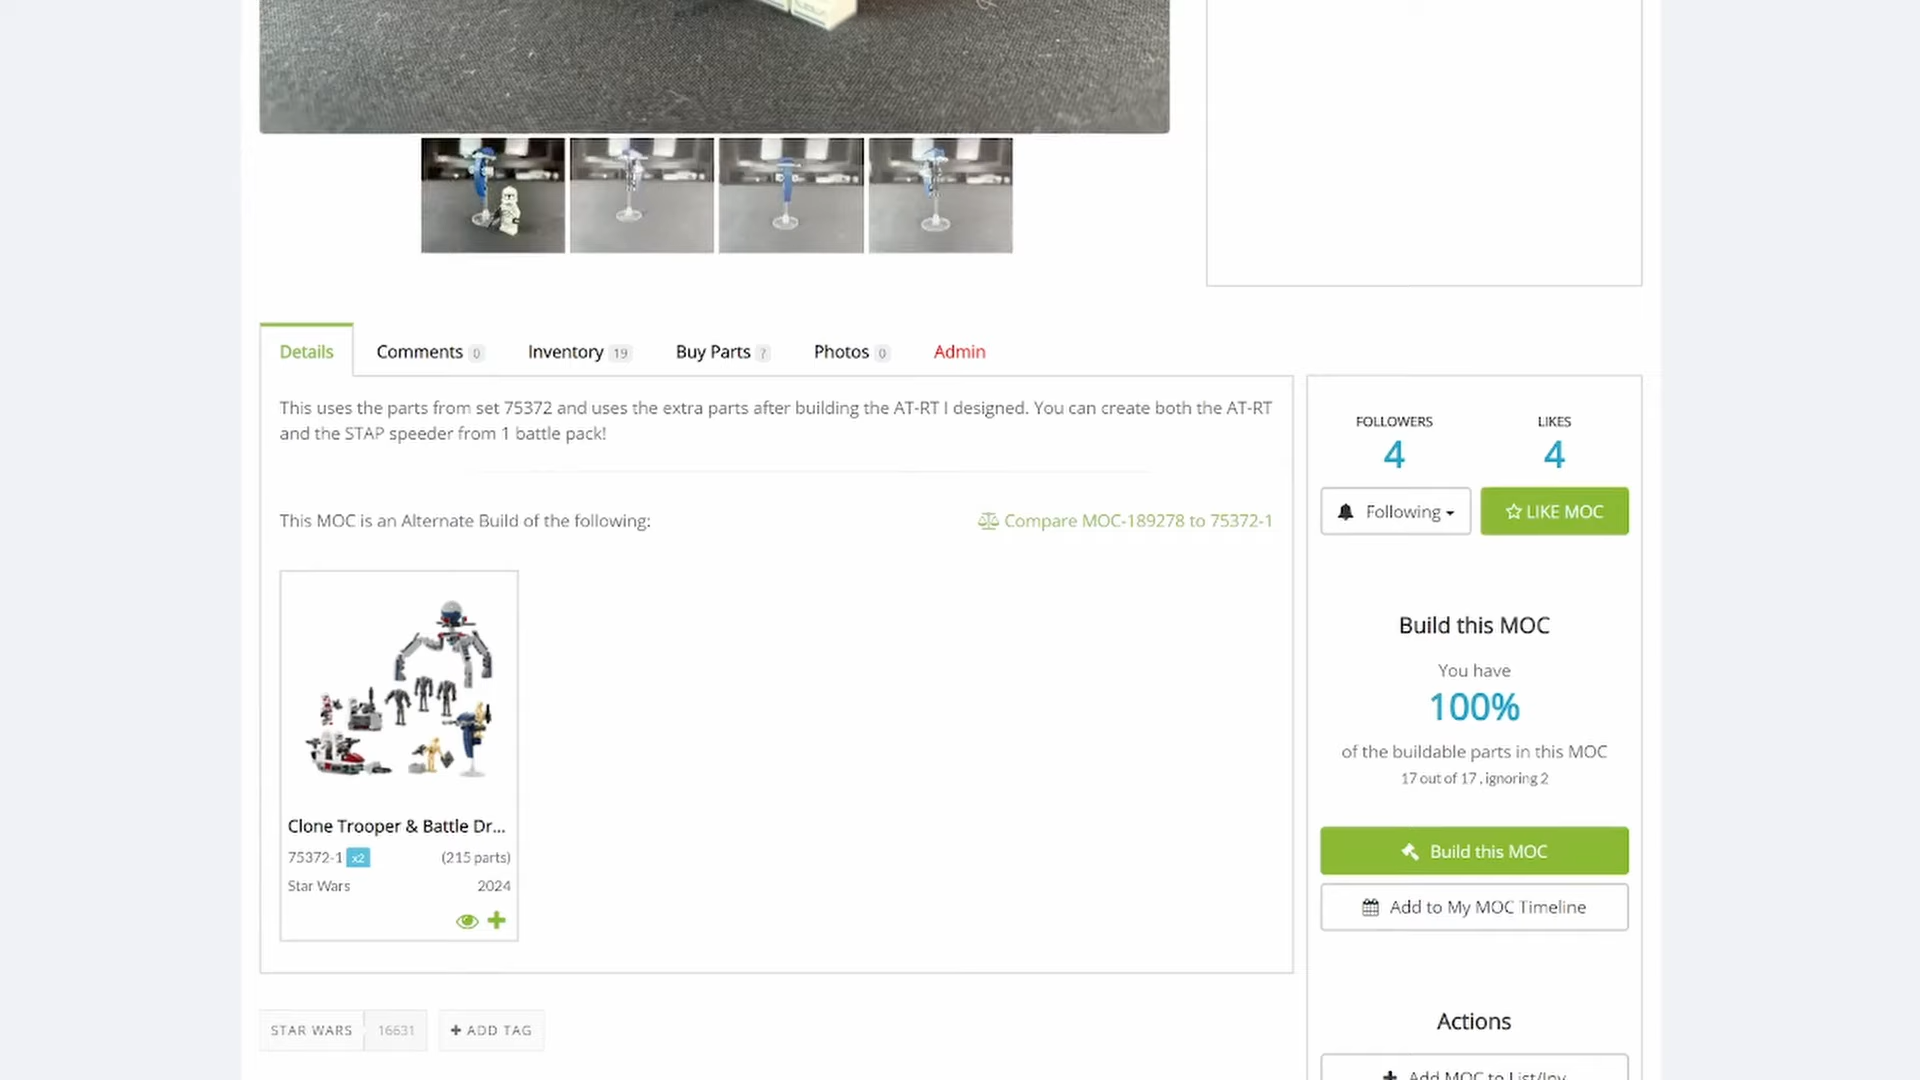 Details
Comments 0
Inventory 19
Buy Parts ?
Photos 0
Admin
This uses the parts from set 75372 and uses the extra parts after building the AT-RT I designed. You can create both the AT-RT
and the STAP speeder from 1 battle pack!
This MOC is an Alternate Build of the following:
Compare MOC-189278 to 75372-1
Clone Trooper & Battle Dr...
75372-1 x2 (215 parts)
Star Wars 2024
STAR WARS 16631
+ ADD TAG
FOLLOWERS
4
LIKES
4
Following
LIKE MOC
Build this MOC
You have
100%
of the buildable parts in this MOC
17 out of 17 , ignoring 2
Build this MOC
Add to My MOC Timeline
Actions
Add MOC to List/Inv